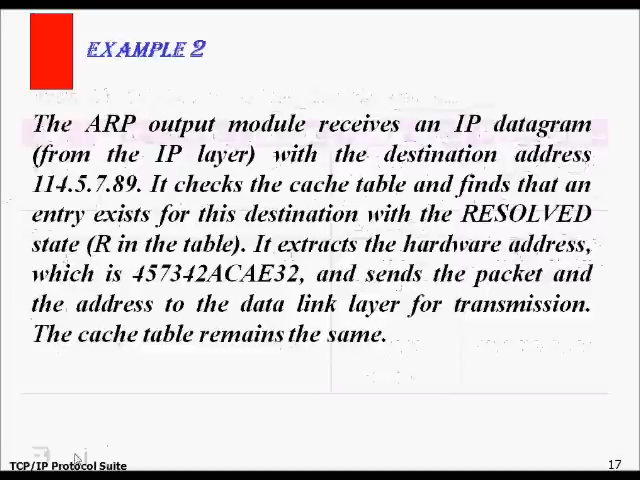 EXAMPLE 2
The ARP output module receives an IP datagram
(from the IP layer) with the destination address
114.5.7.89. It checks the cache table and finds that an
entry exists for this destination with the RESOLVED
state (R in the table). It extracts the hardware address,
which is 457342ACAE32, and sends the packet and
the address to the data link layer for transmission.
The cache table remains the same.
TCP/IP Protocol Suite
17